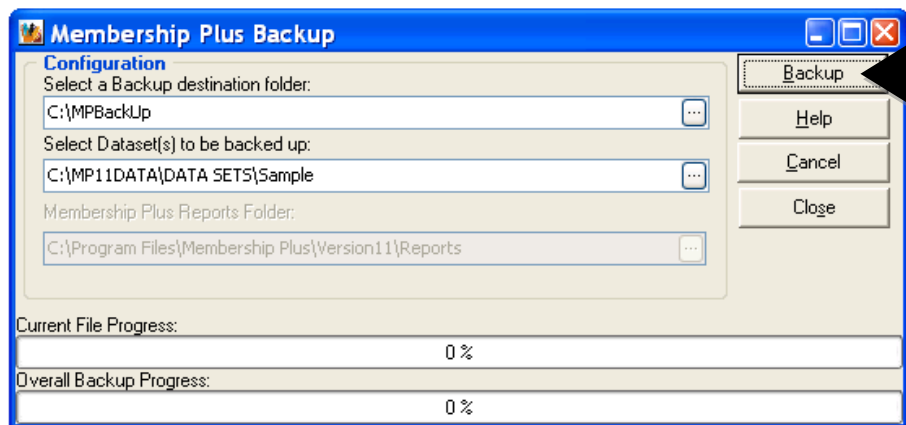 Membership Plus Backup
Configuration
Select a Backup destination folder:
C:\MPBackUp
...
Select Dataset(s) to be backed up:
C:\MP11DATA\DATA SETS\Sample
...
Membership Plus Reports Folder:
C:\Program Files\Membership Plus\Version11\Reports
...
Backup
Help
Cancel
Close
Current File Progress:
0 %
Overall Backup Progress:
0 %